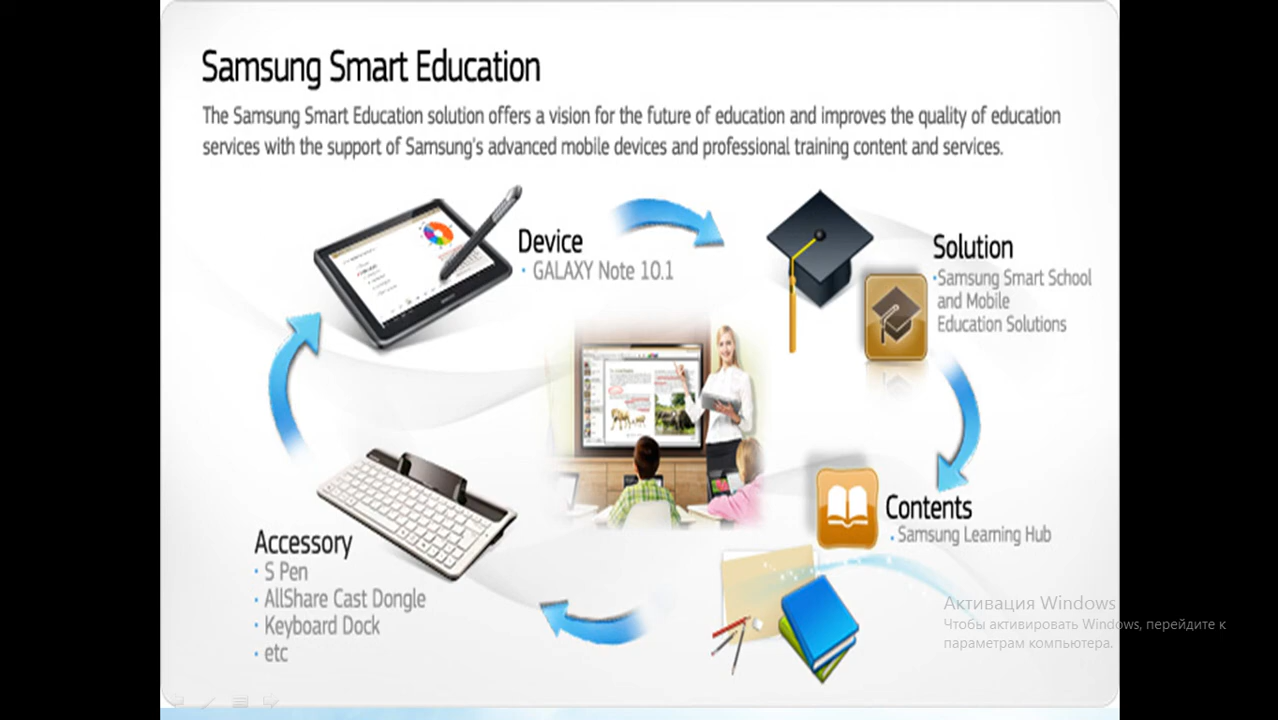 Samsung Smart Education
The Samsung Smart Education solution offers a vision for the future of education and improves the quality of education
services with the support of Samsung's advanced mobile devices and professional training content and services.
Device
· GALAXY Note 10.1
Solution
·Samsung Smart School
and Mobile
Education Solutions
Contents
· Samsung Learning Hub
Accessory
· S Pen
· AllShare Cast Dongle
· Keyboard Dock
· etc
Активация Windows
Чтобы активировать Windows, перейдите к
параметрам компьютера.